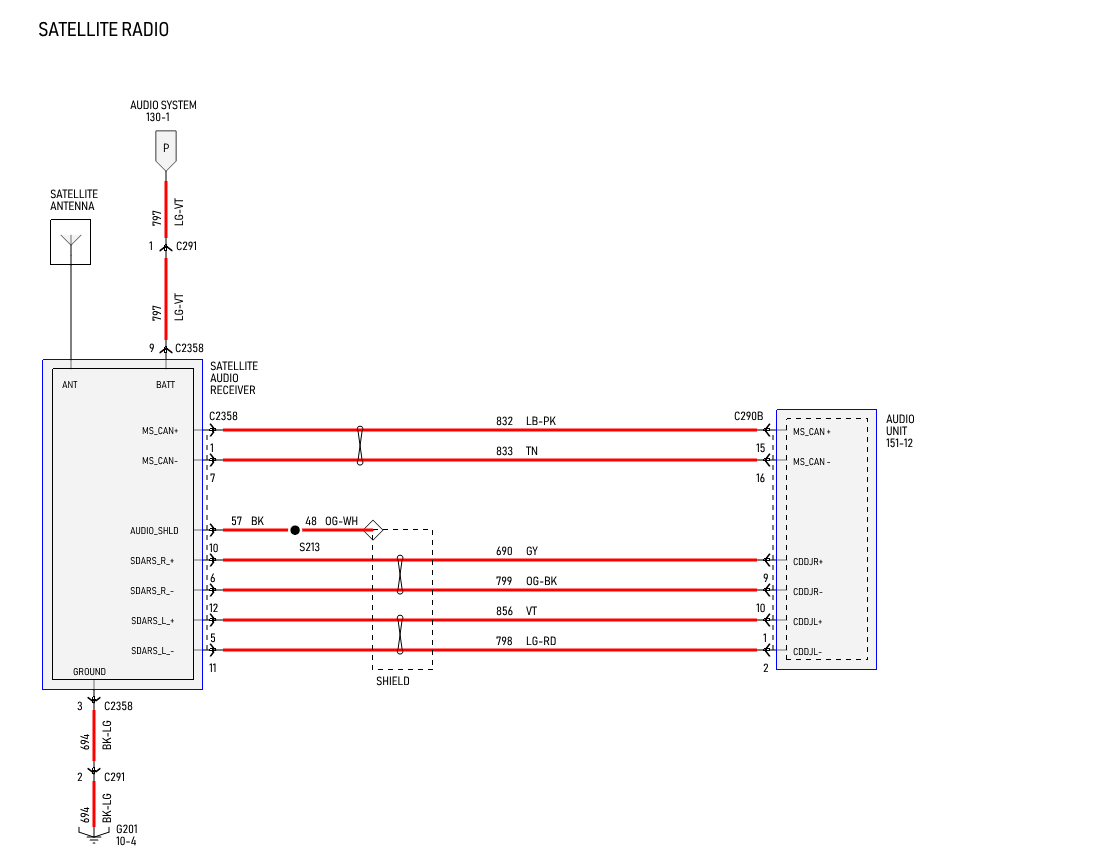 SATELLITE RADIO
AUDIO SYSTEM
130-1
P
SATELLITE
ANTENNA
797
LG-VT
1
C291
797
LG-VT
9
C2358
SATELLITE
AUDIO
RECEIVER
ANT
BATT
C2358
832 LB-PK
C290B
AUDIO
UNIT
151-12
MS_CAN+
MS_CAN +
1
833 TN
15
MS_CAN-
MS_CAN -
7
16
57 BK
48 OG-WH
AUDIO_SHLD
10
S213
690 GY
SDARS_R_+
CDDJR+
6
799 OG-BK
9
SDARS_R_-
CDDJR-
12
856 VT
10
SDARS_L_+
CDDJL+
5
798 LG-RD
1
SDARS_L_-
CDDJL-
11
2
GROUND
SHIELD
3
C2358
694
BK-LG
2
C291
694
BK-LG
G201
10-4